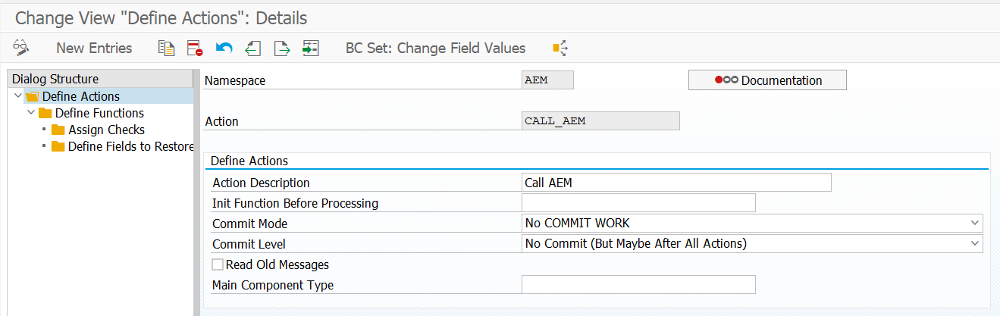 Change View "Define Actions": Details
New Entries BC Set: Change Field Values
Dialog Structure
Define Actions
Define Functions
Assign Checks
Define Fields to Restore
Namespace AEM Documentation
Action CALL_AEM
Define Actions
Action Description Call AEM
Init Function Before Processing
Commit Mode No COMMIT WORK
Commit Level No Commit (But Maybe After All Actions)
Read Old Messages
Main Component Type